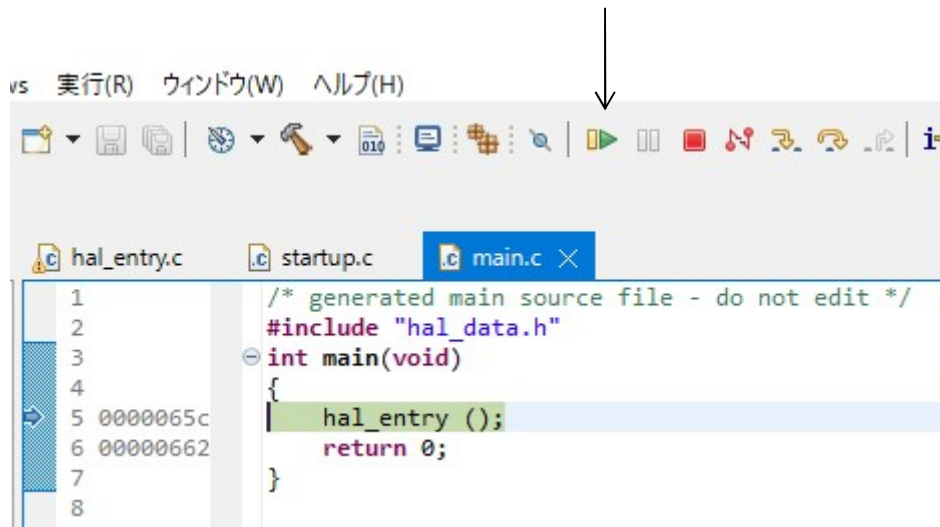 ws 実行(R) ウィンドウ(W) ヘルプ(H)
010
hal_entry.c startup.c main.c
1 /* generated main source file - do not edit */
2 #include "hal_data.h"
3 int main(void)
4 {
5 0000065c hal_entry ();
6 00000662 return 0;
7 }
8